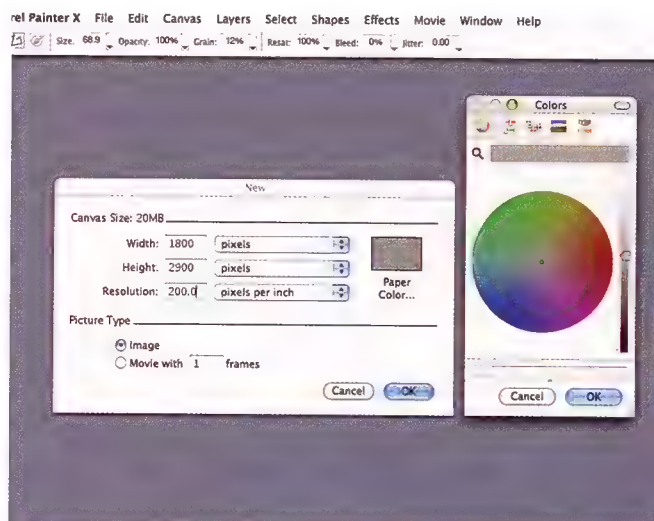 rel Painter X File Edit Canvas Layers Select Shapes Effects Movie Window Help
Size: 68.9 Opacity: 100% Grain: 12% Resat: 100% Bleed: 0% Jitter: 0.00
Colors
New
Canvas Size: 20MB
Width: 1800 pixels
Height: 2900 pixels
Resolution: 200.0 pixels per inch
Paper
Color...
Picture Type
Image
Movie with 1 frames
Cancel OK
Cancel OK